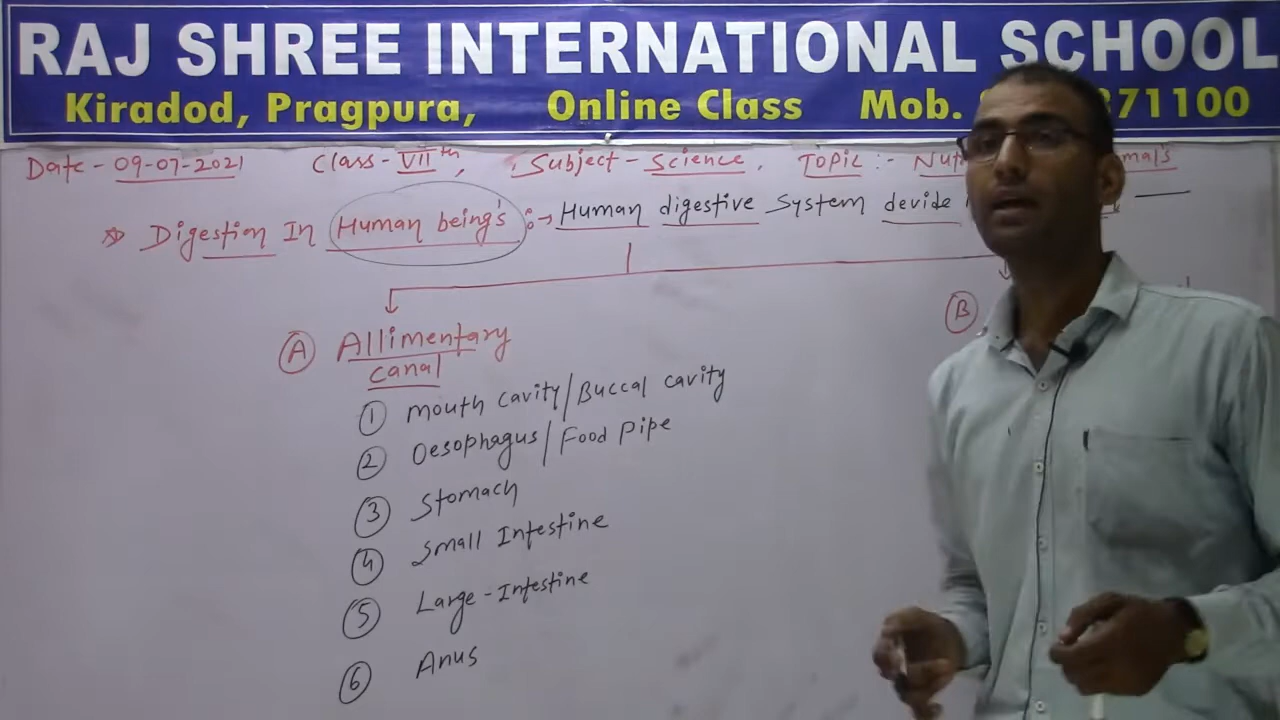 RAJ SHREE INTERNATIONAL SCHOOL
Kiradod, Pragpura, Online Class Mob. 871100
Date - 09-07-2021 Class - VIIth, Subject - Science, Topic :-
* Digestion In Human being's :→ Human digestive System devide
A Allimentary canal
B
1 Mouth cavity/Buccal cavity
2 Oesophagus/Food Pipe
3 Stomach
4 Small Intestine
5 Large-Intestine
6 Anus